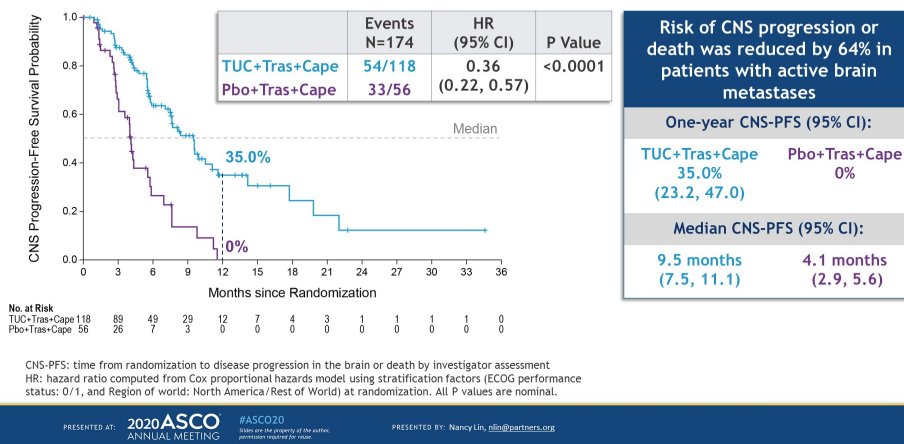 CNS Progression-Free Survival Probability
1.0
0.8
0.6
0.4
0.2
0.0
Median
35.0%
0%
0 3 6 9 12 15 18 21 24 27 30 33 36
Months since Randomization
Events HR
N=174 (95% CI) P Value
TUC+Tras+Cape 54/118 0.36 <0.0001
Pbo+Tras+Cape 33/56 (0.22, 0.57)
No. at Risk
TUC+Tras+Cape 118 89 49 29 12 7 4 3 1 1 1 1 0
Pbo+Tras+Cape 56 26 7 3 0 0 0 0 0 0 0 0 0
Risk of CNS progression or
death was reduced by 64% in
patients with active brain
metastases
One-year CNS-PFS (95% CI):
TUC+Tras+Cape Pbo+Tras+Cape
35.0% 0%
(23.2, 47.0)
Median CNS-PFS (95% CI):
9.5 months 4.1 months
(7.5, 11.1) (2.9, 5.6)
CNS-PFS: time from randomization to disease progression in the brain or death by investigator assessment
HR: hazard ratio computed from Cox proportional hazards model using stratification factors (ECOG performance
status: 0/1, and Region of world: North America/Rest of World) at randomization. All P values are nominal.
PRESENTED AT: 2020 ASCO
ANNUAL MEETING
#ASCO20
Slides are the property of the author,
permission required for reuse.
PRESENTED BY: Nancy Lin, nlin@partners.org